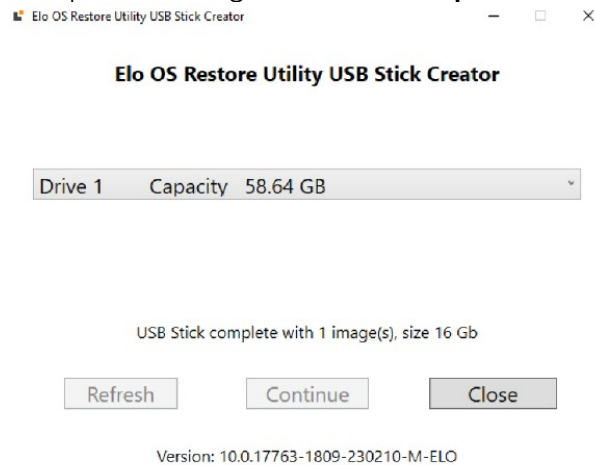 Elo OS Restore Utility USB Stick Creator
Elo OS Restore Utility USB Stick Creator
Drive 1 Capacity 58.64 GB
USB Stick complete with 1 image(s), size 16 Gb
Refresh Continue Close
Version: 10.0.17763-1809-230210-M-ELO